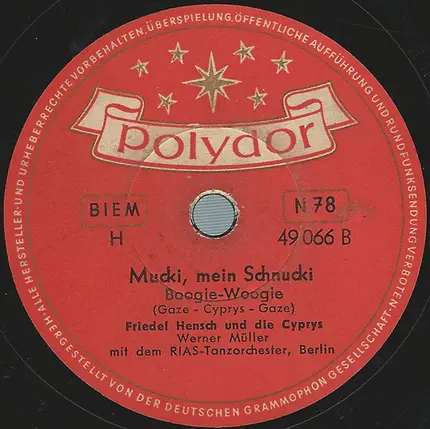 ALLE HERSTELLER- UND URHEBERRECHTE VORBEHALTEN, ÜBERSPIELUNG, ÖFFENTLICHE AUFFÜHRUNG UND RUNDFUNKSENDUNG VERBOTEN.
polydor
BIEM N 78
H 49 066 B
Mucki, mein Schnucki
Boogie-Woogie
(Gaze - Cyprys - Gaze)
Friedel Hensch und die Cyprys
Werner Müller
mit dem RIAS-Tanzorchester, Berlin
HERGESTELLT VON DER DEUTSCHEN GRAMMOPHON GESELLSCHAFT